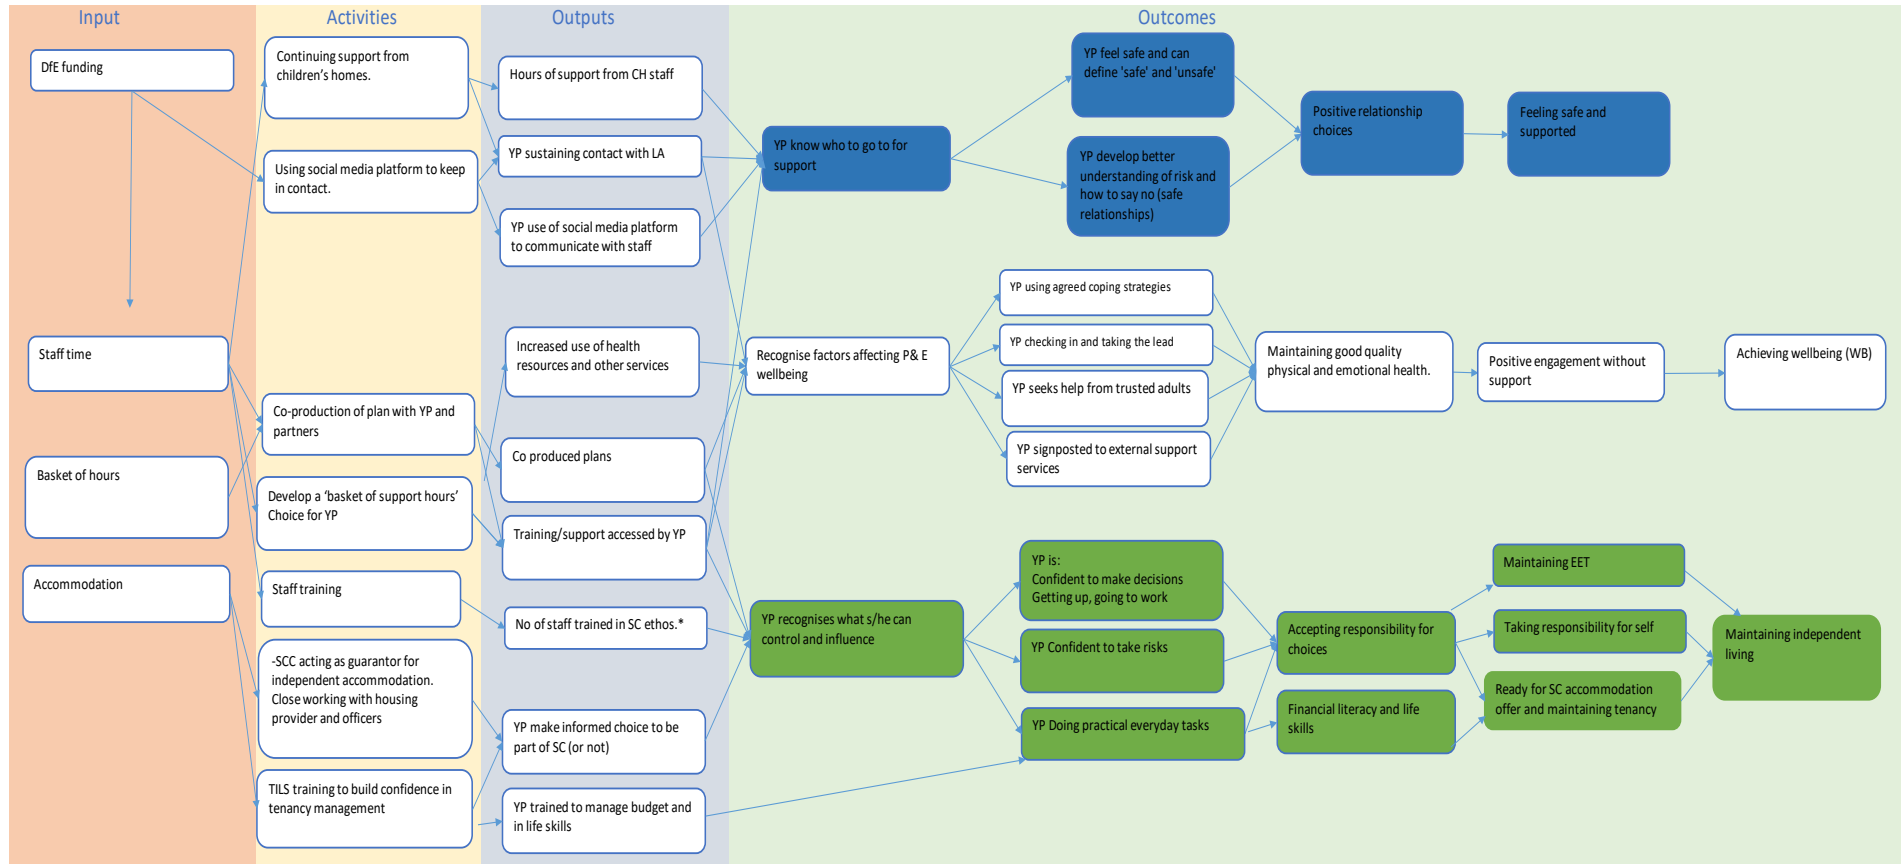 Input
Activities
Outputs
Outcomes
DfE funding
Staff time
Basket of hours
Accommodation
Continuing support from
children's homes.
Using social media platform to keep
in contact.
Co-production of plan with YP and
partners
Develop a ‘basket of support hours’
Choice for YP
Staff training
-SCC acting as guarantor for
independent accommodation.
Close working with housing
provider and officers
TILS training to build confidence in
tenancy management
Hours of support from CH staff
YP sustaining contact with LA
YP use of social media platform
to communicate with staff
Increased use of health
resources and other services
Co produced plans
Training/support accessed by YP
No of staff trained in SC ethos.*
YP make informed choice to be
part of SC (or not)
YP trained to manage budget and
in life skills
YP know who to go to for
support
YP feel safe and can
define 'safe' and 'unsafe'
YP develop better
understanding of risk and
how to say no (safe
relationships)
Positive relationship
choices
Feeling safe and
supported
Recognise factors affecting P& E
wellbeing
YP using agreed coping strategies
YP checking in and taking the lead
YP seeks help from trusted adults
YP signposted to external support
services
Maintaining good quality
physical and emotional health.
Positive engagement without
support
Achieving wellbeing (WB)
YP recognises what s/he can
control and influence
YP is:
Confident to make decisions
Getting up, going to work
YP Confident to take risks
YP Doing practical everyday tasks
Accepting responsibility for
choices
Financial literacy and life
skills
Maintaining EET
Taking responsibility for self
Ready for SC accommodation
offer and maintaining tenancy
Maintaining independent
living